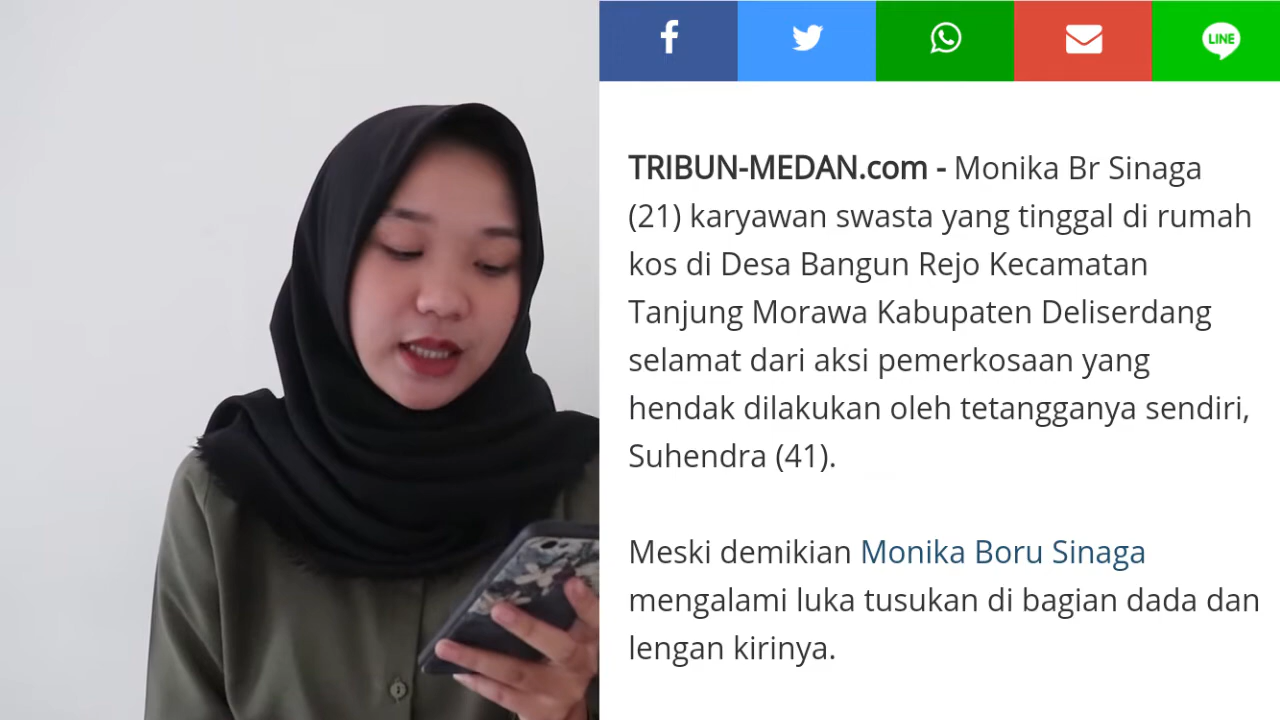 LINE
TRIBUN-MEDAN.com - Monika Br Sinaga
(21) karyawan swasta yang tinggal di rumah
kos di Desa Bangun Rejo Kecamatan
Tanjung Morawa Kabupaten Deliserdang
selamat dari aksi pemerkosaan yang
hendak dilakukan oleh tetangganya sendiri,
Suhendra (41).
Meski demikian Monika Boru Sinaga
mengalami luka tusukan di bagian dada dan
lengan kirinya.